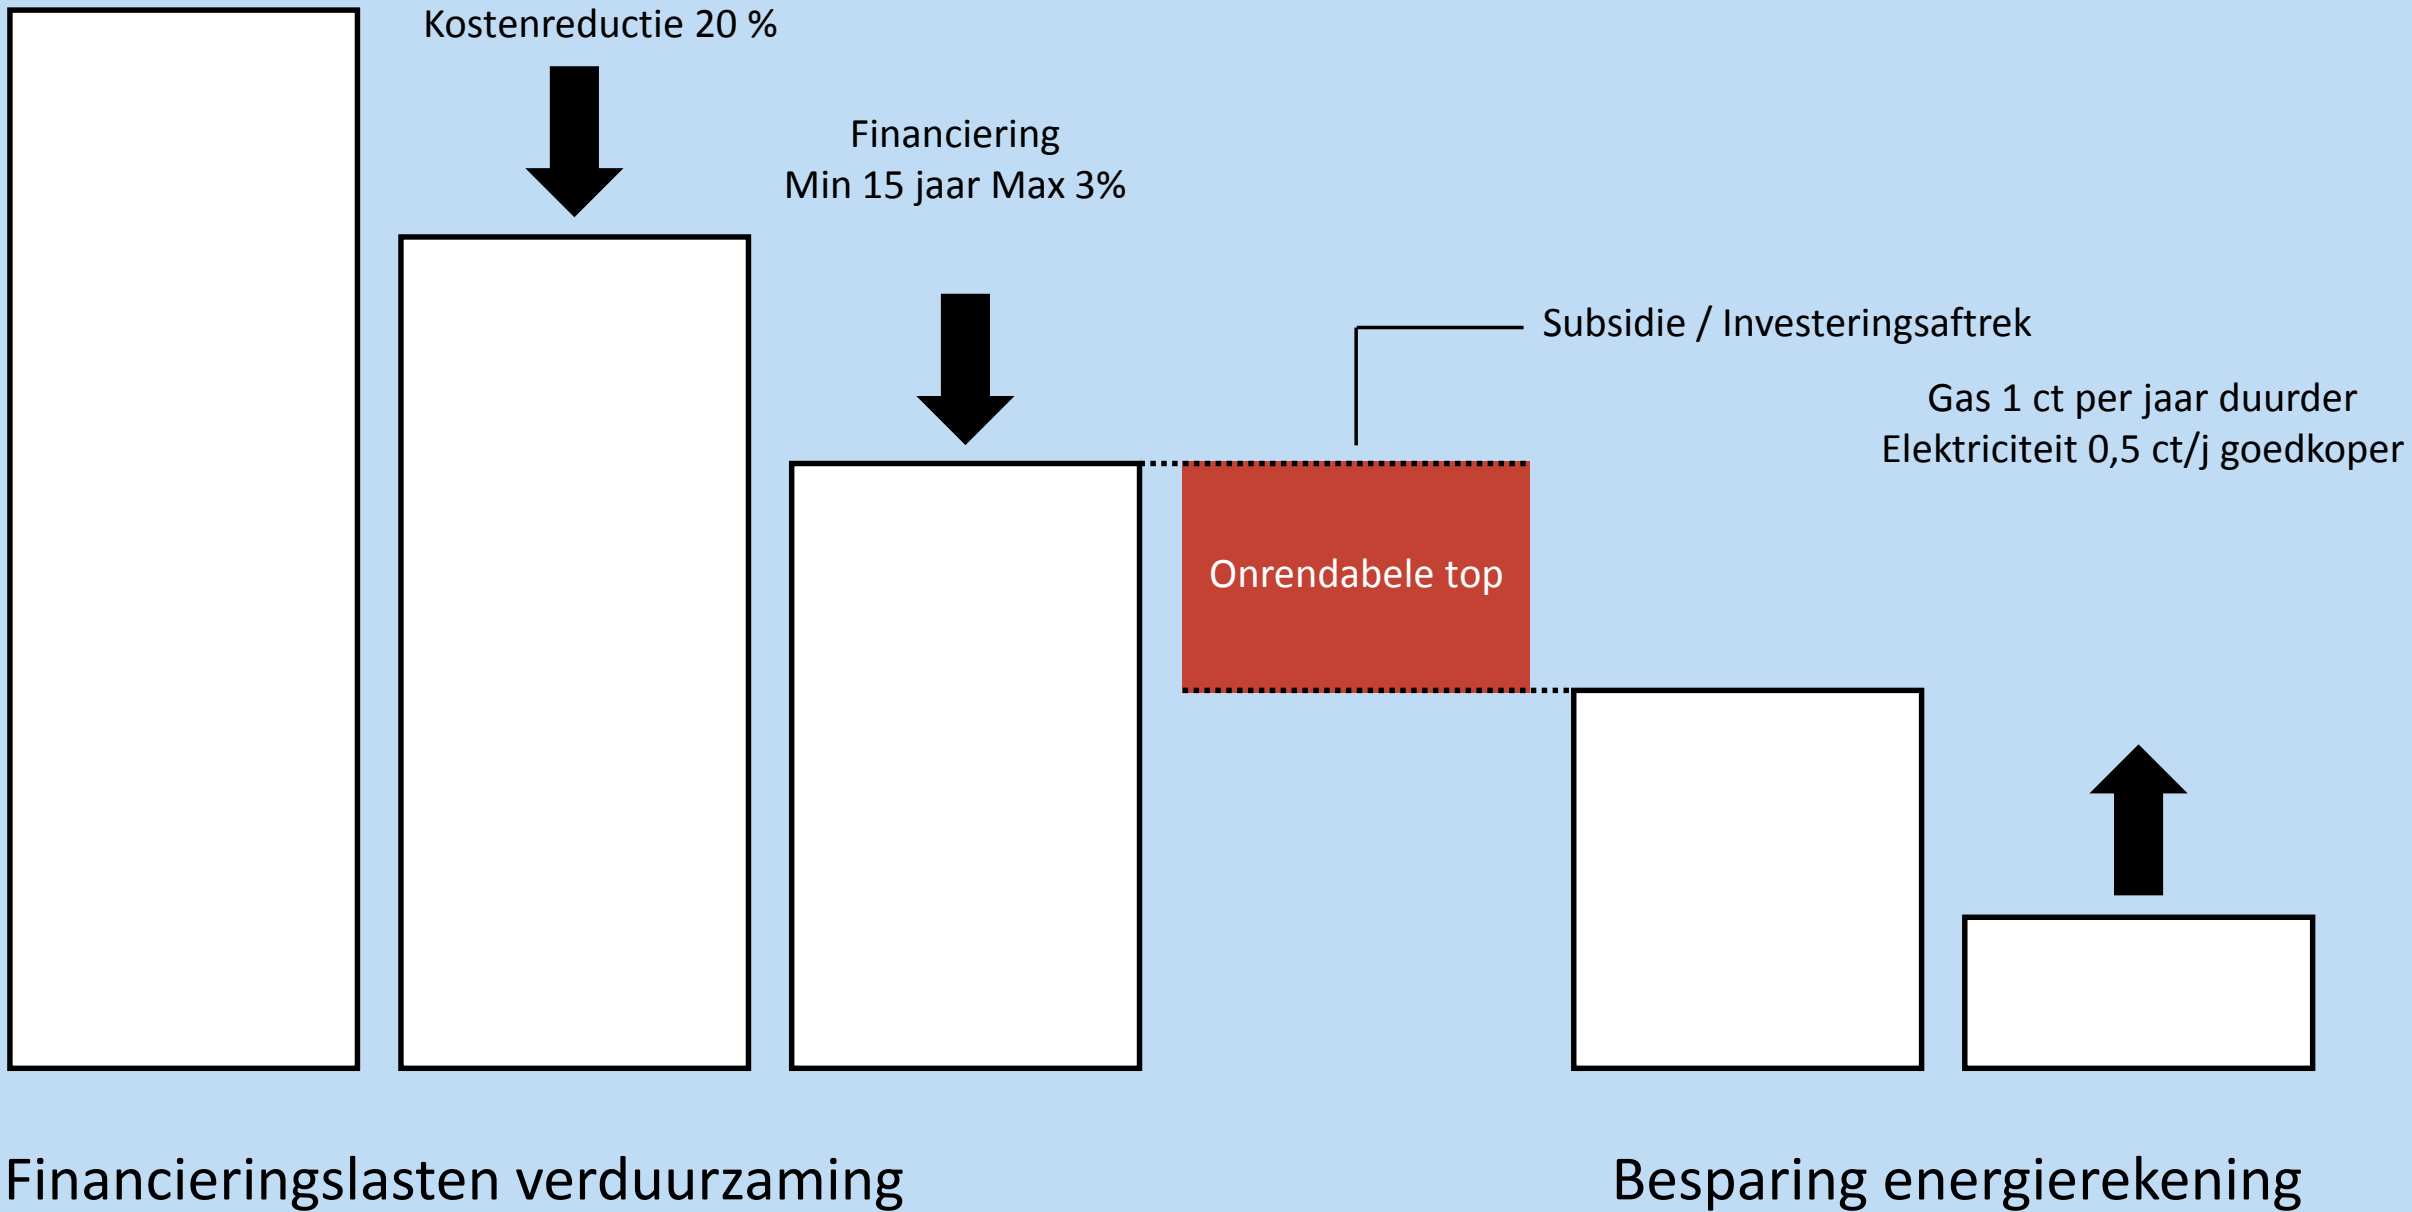 Kostenreductie 20 %
Financiering
Min 15 jaar Max 3%
Subsidie / Investeringsaftrek
Gas 1 ct per jaar duurder
Elektriciteit 0,5 ct/j goedkoper
Onrendabele top
Financieringslasten verduurzaming
Besparing energierekening